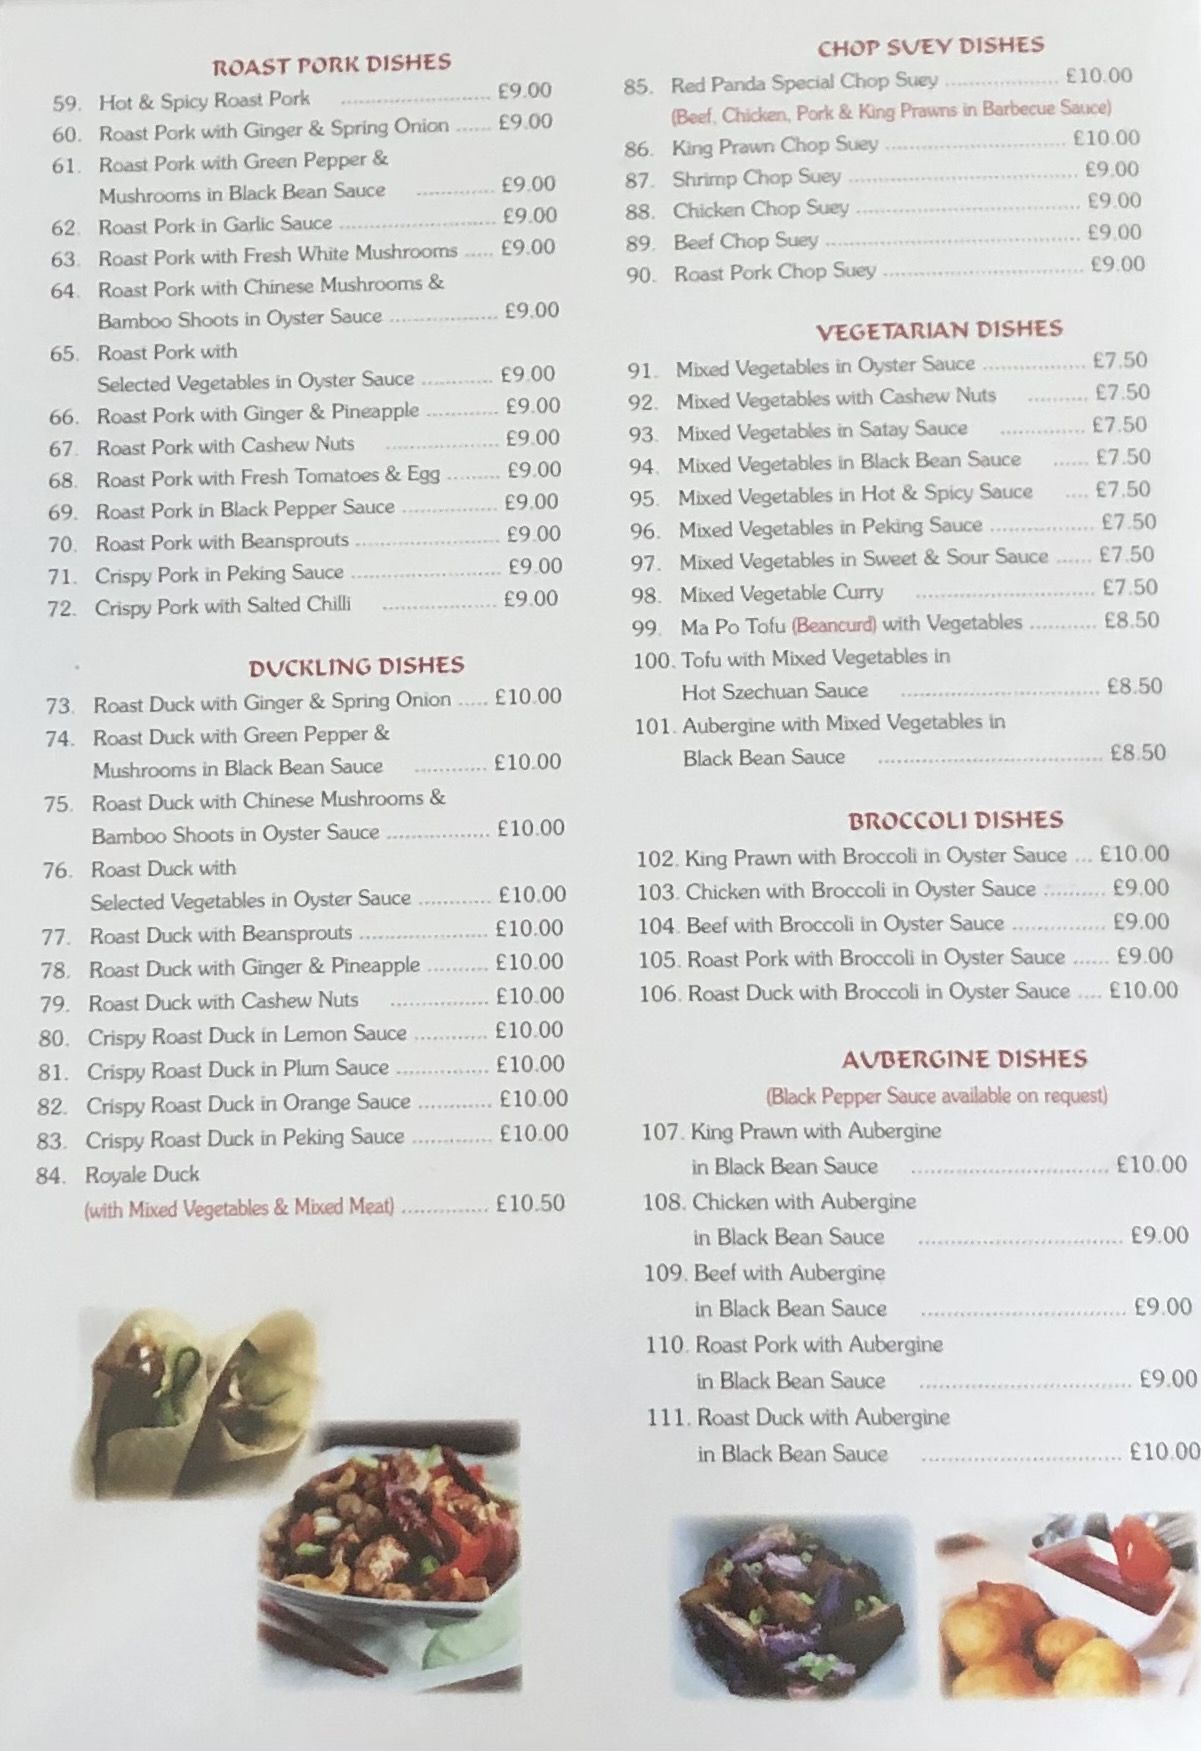 ROAST PORK DISHES
59. Hot & Spicy Roast Pork ........................ £9.00
60. Roast Pork with Ginger & Spring Onion ...... £9.00
61. Roast Pork with Green Pepper &
Mushrooms in Black Bean Sauce ............. £9.00
62. Roast Pork in Garlic Sauce .......................... £9.00
63. Roast Pork with Fresh White Mushrooms ..... £9.00
64. Roast Pork with Chinese Mushrooms &
Bamboo Shoots in Oyster Sauce .................. £9.00
65. Roast Pork with
Selected Vegetables in Oyster Sauce ............ £9.00
66. Roast Pork with Ginger & Pineapple ............ £9.00
67. Roast Pork with Cashew Nuts ................... £9.00
68. Roast Pork with Fresh Tomatoes & Egg ......... £9.00
69. Roast Pork in Black Pepper Sauce ................ £9.00
70. Roast Pork with Beansprouts ........................ £9.00
71. Crispy Pork in Peking Sauce ......................... £9.00
72. Crispy Pork with Salted Chilli ................... £9.00
DUCKLING DISHES
73. Roast Duck with Ginger & Spring Onion ..... £10.00
74. Roast Duck with Green Pepper &
Mushrooms in Black Bean Sauce ............ £10.00
75. Roast Duck with Chinese Mushrooms &
Bamboo Shoots in Oyster Sauce ................. £10.00
76. Roast Duck with
Selected Vegetables in Oyster Sauce ............ £10.00
77. Roast Duck with Beansprouts ...................... £10.00
78. Roast Duck with Ginger & Pineapple .......... £10.00
79. Roast Duck with Cashew Nuts ................ £10.00
80. Crispy Roast Duck in Lemon Sauce ............ £10.00
81. Crispy Roast Duck in Plum Sauce ................ £10.00
82. Crispy Roast Duck in Orange Sauce ............ £10.00
83. Crispy Roast Duck in Peking Sauce ............. £10.00
84. Royale Duck
(with Mixed Vegetables & Mixed Meat) .............. £10.50
CHOP SUEY DISHES
85. Red Panda Special Chop Suey ................... £10.00
(Beef, Chicken, Pork & King Prawns in Barbecue Sauce)
86. King Prawn Chop Suey .............................. £10.00
87. Shrimp Chop Suey ...................................... £9.00
88. Chicken Chop Suey ..................................... £9.00
89. Beef Chop Suey .......................................... £9.00
90. Roast Pork Chop Suey ................................. £9.00
VEGETARIAN DISHES
91. Mixed Vegetables in Oyster Sauce ................. £7.50
92. Mixed Vegetables with Cashew Nuts .......... £7.50
93. Mixed Vegetables in Satay Sauce .............. £7.50
94. Mixed Vegetables in Black Bean Sauce ...... £7.50
95. Mixed Vegetables in Hot & Spicy Sauce .... £7.50
96. Mixed Vegetables in Peking Sauce ................. £7.50
97. Mixed Vegetables in Sweet & Sour Sauce ...... £7.50
98. Mixed Vegetable Curry ............................. £7.50
99. Ma Po Tofu (Beancurd) with Vegetables ........... £8.50
100. Tofu with Mixed Vegetables in
Hot Szechuan Sauce ................................ £8.50
101. Aubergine with Mixed Vegetables in
Black Bean Sauce .................................... £8.50
BROCCOLI DISHES
102. King Prawn with Broccoli in Oyster Sauce ... £10.00
103. Chicken with Broccoli in Oyster Sauce .......... £9.00
104. Beef with Broccoli in Oyster Sauce ............... £9.00
105. Roast Pork with Broccoli in Oyster Sauce ...... £9.00
106. Roast Duck with Broccoli in Oyster Sauce .... £10.00
AUBERGINE DISHES
(Black Pepper Sauce available on request)
107. King Prawn with Aubergine
in Black Bean Sauce ................................ £10.00
108. Chicken with Aubergine
in Black Bean Sauce ................................. £9.00
109. Beef with Aubergine
in Black Bean Sauce ................................. £9.00
110. Roast Pork with Aubergine
in Black Bean Sauce .................................. £9.00
111. Roast Duck with Aubergine
in Black Bean Sauce ................................ £10.00